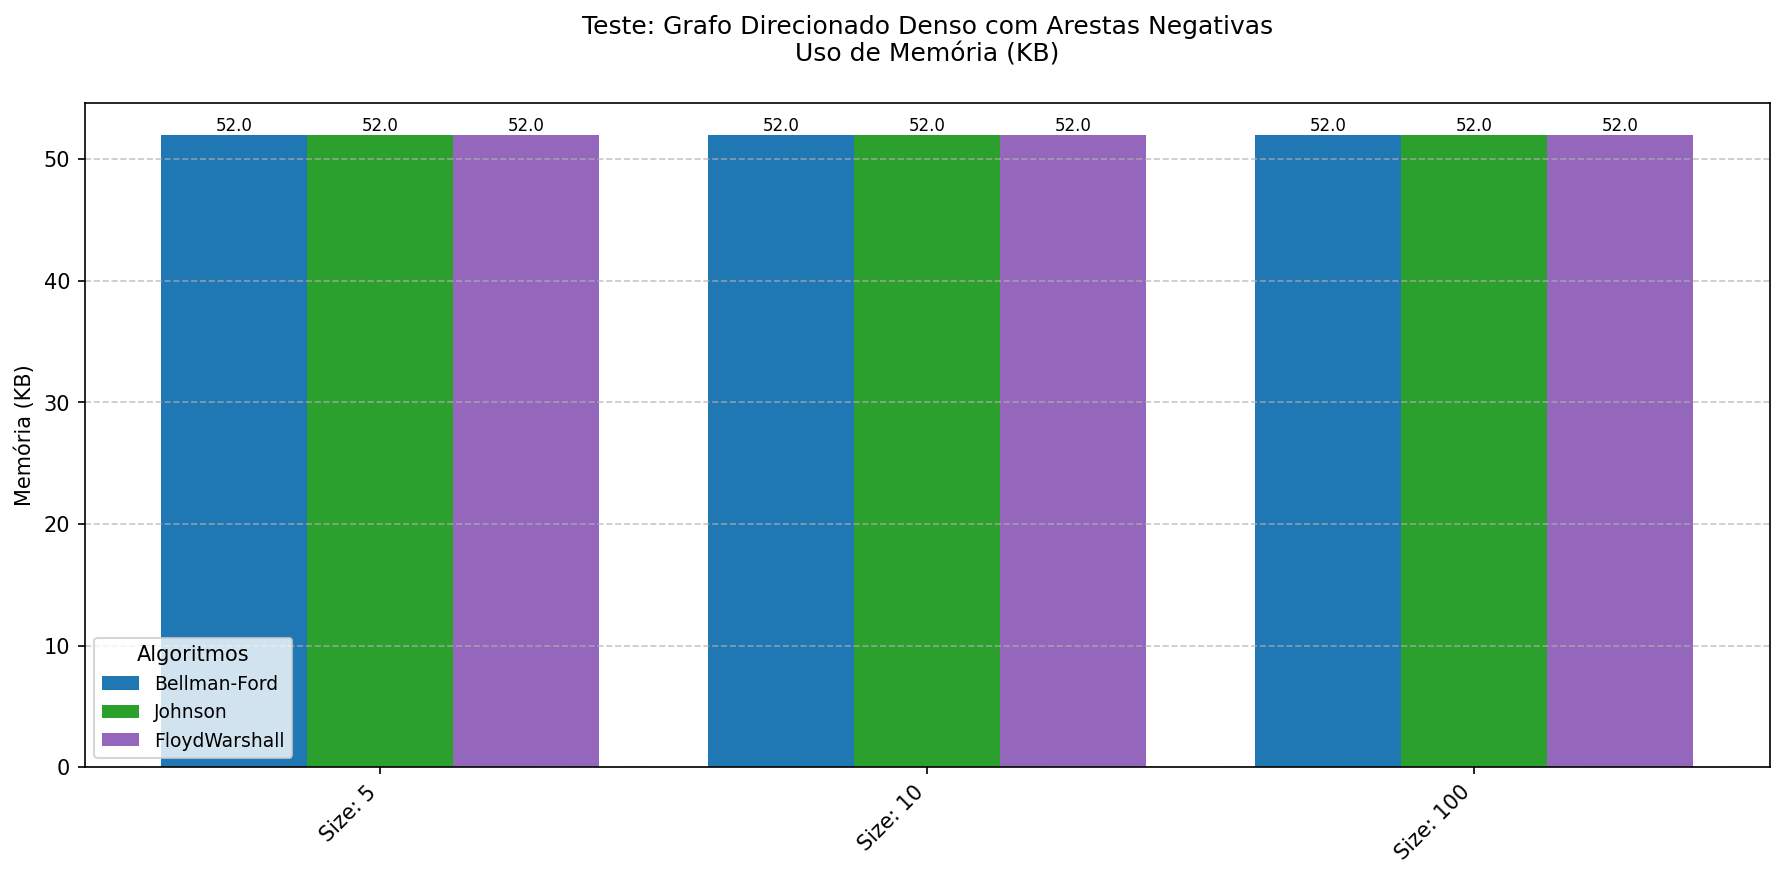 Teste: Grafo Direcionado Denso com Arestas Negativas
Uso de Memória (KB)
52.0 52.0 52.0 52.0 52.0 52.0 52.0 52.0 52.0
Memória (KB)
50
40
30
20
10
0
Algoritmos
Bellman-Ford
Johnson
FloydWarshall
Size: 5
Size: 10
Size: 100